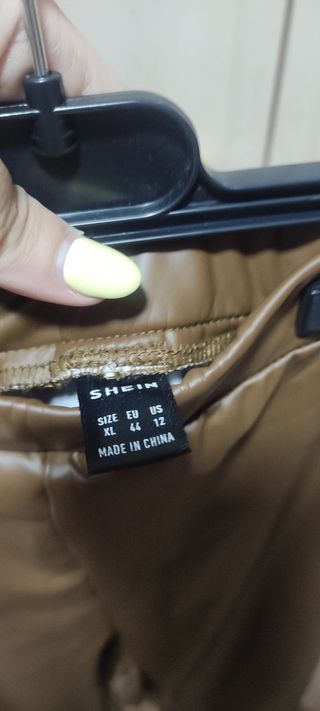 SHEIN
SIZE EU US
XL 44 12
MADE IN CHINA